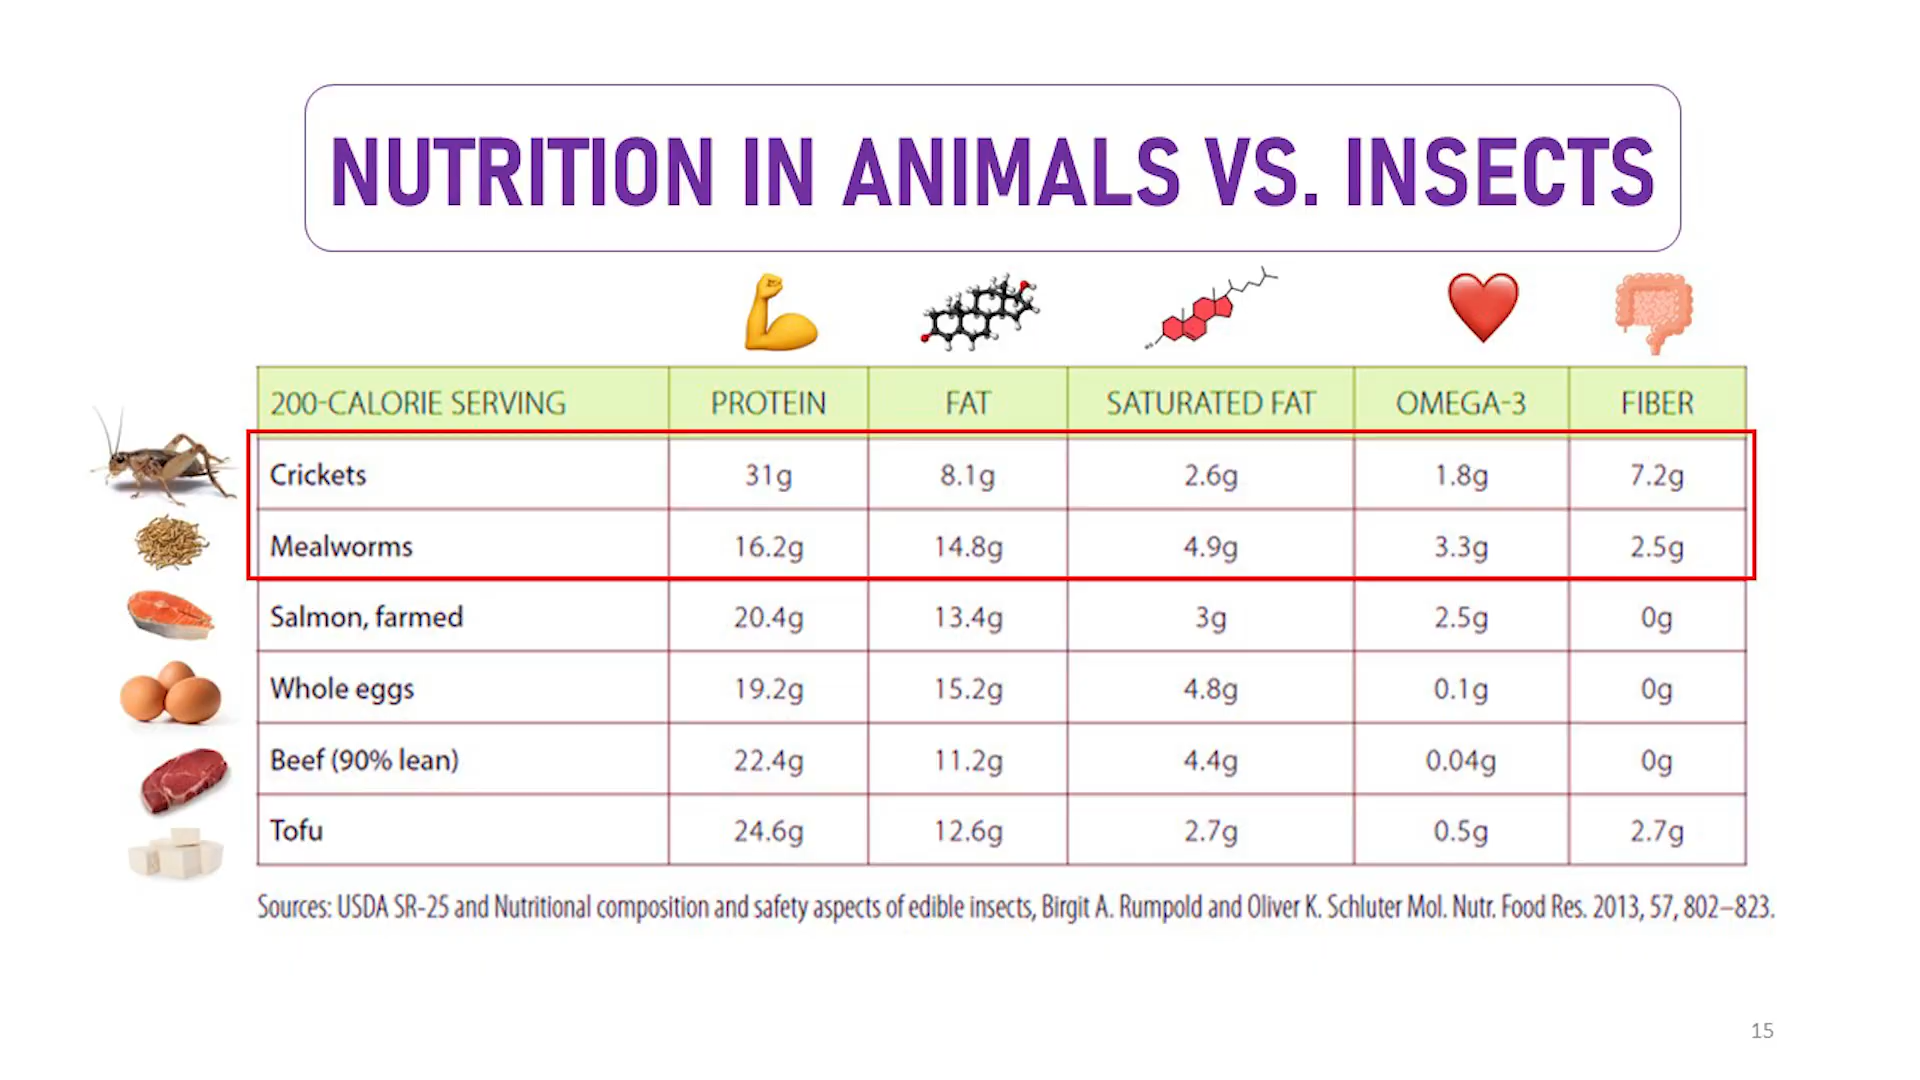 NUTRITION IN ANIMALS VS. INSECTS
200-CALORIE SERVING PROTEIN FAT SATURATED FAT OMEGA-3 FIBER
Crickets 31g 8.1g 2.6g 1.8g 7.2g
Mealworms 16.2g 14.8g 4.9g 3.3g 2.5g
Salmon, farmed 20.4g 13.4g 3g 2.5g 0g
Whole eggs 19.2g 15.2g 4.8g 0.1g 0g
Beef (90% lean) 22.4g 11.2g 4.4g 0.04g 0g
Tofu 24.6g 12.6g 2.7g 0.5g 2.7g
Sources: USDA SR-25 and Nutritional composition and safety aspects of edible insects, Birgit A. Rumpold and Oliver K. Schluter Mol. Nutr. Food Res. 2013, 57, 802–823.
15